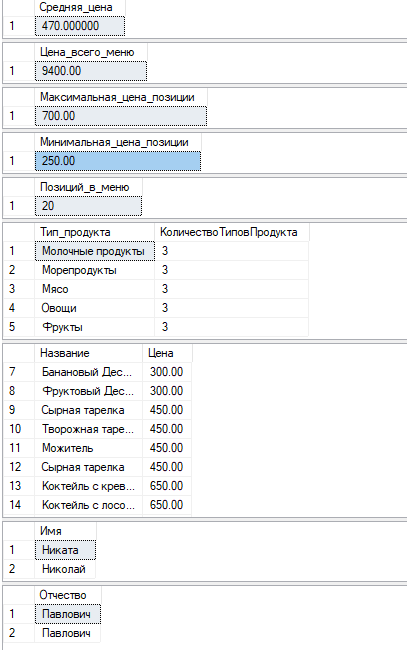 Средняя_цена
1 470.000000
Цена_всего_меню
1 9400.00
Максимальная_цена_позиции
1 700.00
Минимальная_цена_позиции
1 250.00
Позиций_в_меню
1 20
Тип_продукта КоличествоТиповПродукта
1 Молочные продукты 3
2 Морепродукты 3
3 Мясо 3
4 Овощи 3
5 Фрукты 3
Название Цена
7 Банановый Дес... 300.00
8 Фруктовый Дес... 300.00
9 Сырная тарелка 450.00
10 Творожная таре... 450.00
11 Можитель 450.00
12 Сырная тарелка 450.00
13 Коктейль с крев... 650.00
14 Коктейль с лосо... 650.00
Имя
1 Никата
2 Николай
Отчество
1 Павлович
2 Павлович